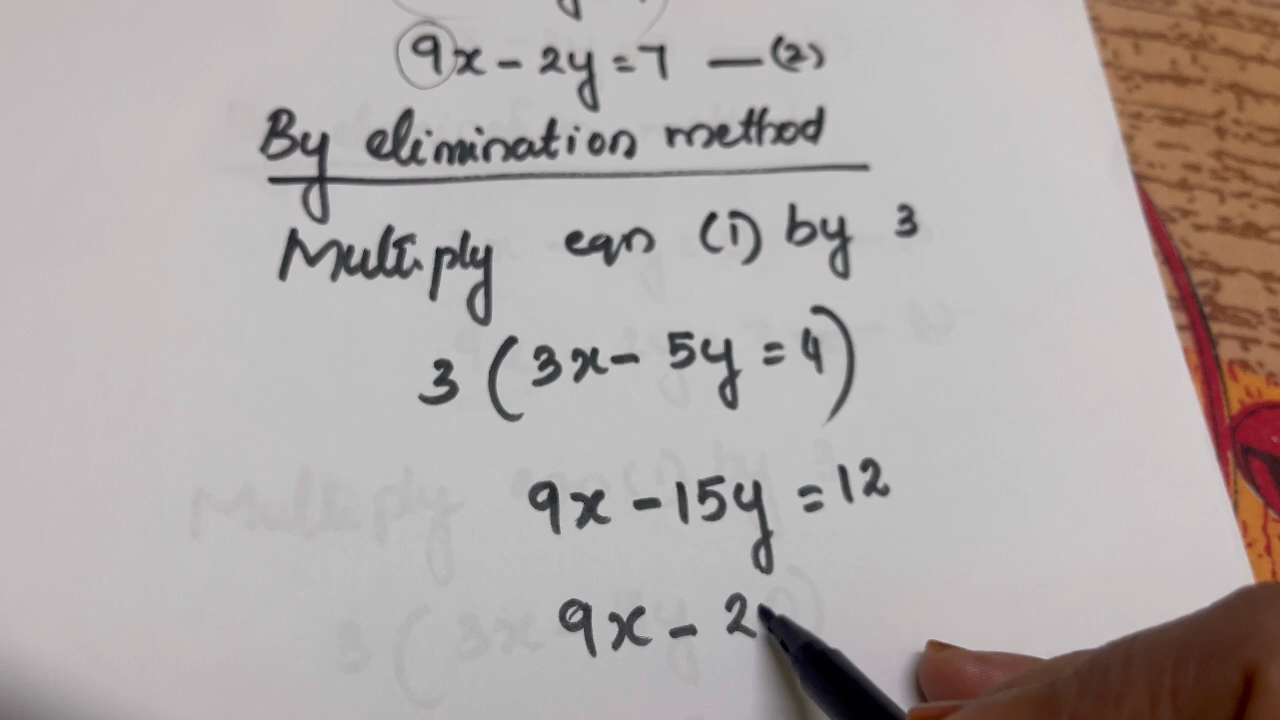 9x - 2y = 7 — (2)
By elimination method
Multiply eqn (1) by 3
3 (3x - 5y = 4)
9x - 15y = 12
9x - 2